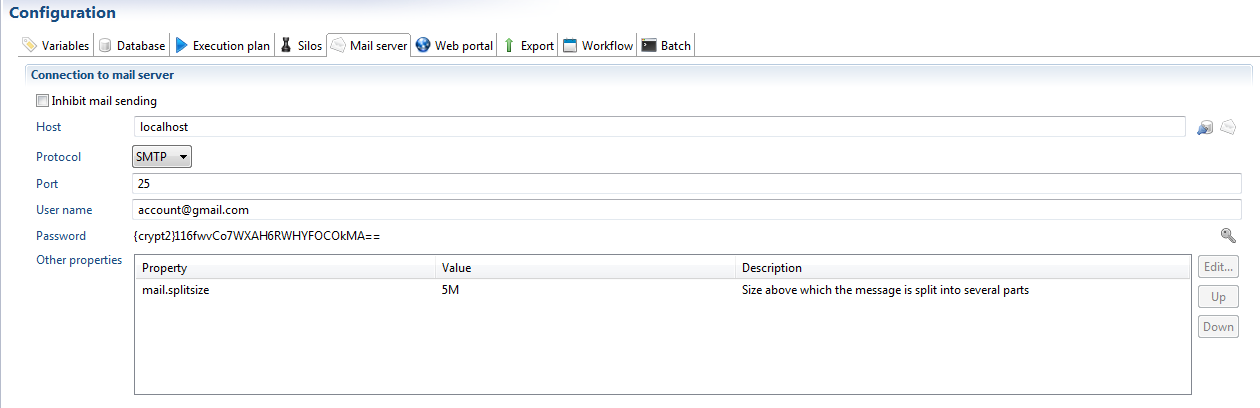 Configuration
Variables Database Execution plan Silos Mail server Web portal Export Workflow Batch
Connection to mail server
Inhibit mail sending
Host localhost
Protocol SMTP
Port 25
User name account@gmail.com
Password {crypt2}116fwvCo7WXAH6RWHYFOCOkMA==
Other properties Property Value Description Edit...
mail.splitsize 5M Size above which the message is split into several parts
Up
Down